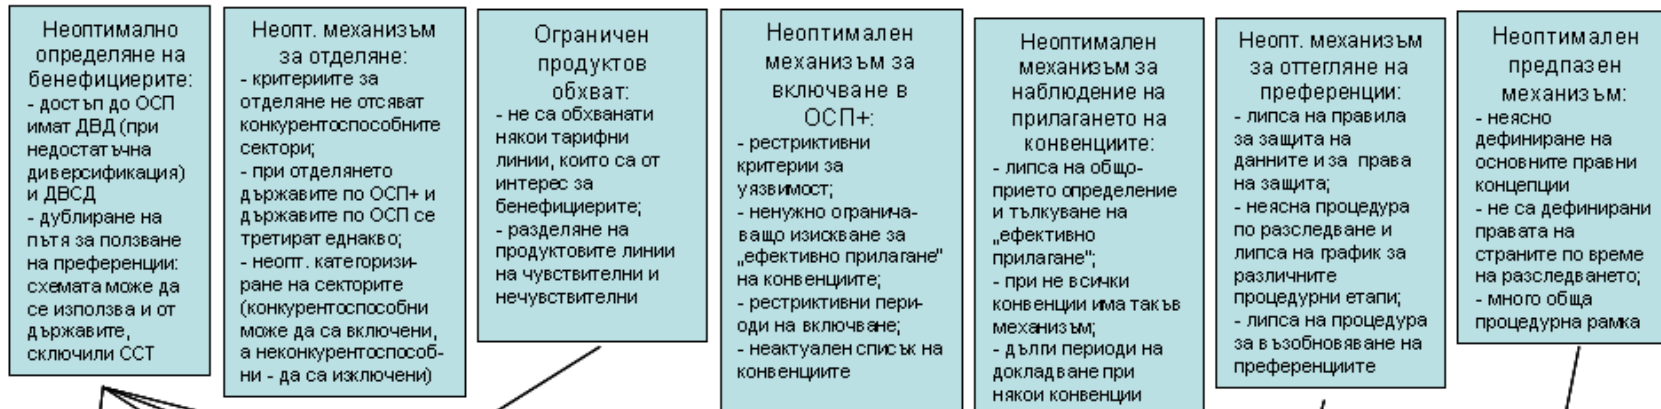 Неоптимално
определяне на
бенефициерите:
- достъп до ОСП
имат ДВД (при
недостатъчна
диверсификация)
и ДВСД
- дублиране на
пътя за ползване
на преференции:
схемата може да
се използва и от
държавите,
сключили ССТ
Неопт. механизъм
за отделяне:
- критериите за
отделяне не отсяват
конкурентоспособните
сектори;
- при отделянето
държавите по ОСП+ и
държавите по ОСП се
третират еднакво;
- неопт. категоризи-
ране на секторите
(конкурентоспособни
може да са включени,
а неконкурентоспособ-
ни - да са изключени)
Ограничен
продуктов
обхват:
- не са обхванати
някои тарифни
линии, които са от
интерес за
бенефициерите;
- разделяне на
продуктовите линии
на чувствителни и
нечувствителни
Неоптимален
механизъм за
включване в
ОСП+:
- рестриктивни
критерии за
уязвимост;
- ненужно огранича-
ващо изискване за
„ефективно прилагане"
на конвенциите;
- рестриктивни пери-
оди на включване;
- неактуален списък на
конвенциите
Неоптимален
механизъм за
наблюдение на
прилагането на
конвенциите:
- липса на общо-
прието определение
и тълкуване на
„ефективно
прилагане";
- при не всички
конвенции има такъв
механизъм;
- дълги периоди на
докладване при
някои конвенции
Неопт. механизъм
за оттегляне на
преференции:
- липса на правила
за защита на
данните и за права
на защита;
- неясна процедура
по разследване и
липса на график за
различните
процедурни етапи;
- липса на процедура
за възобновяване на
преференциите
Неоптимален
предпазен
механизъм:
- неясно
дефиниране на
основните правни
концепции
- не са дефинирани
правата на
страните по време
на разследването;
- много обща
процедурна рамка